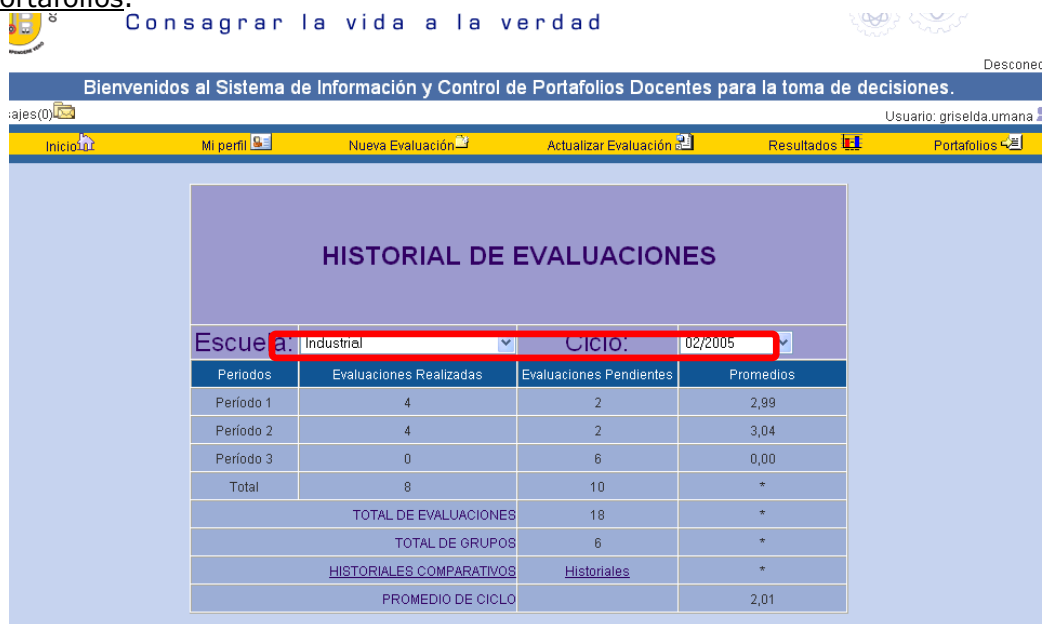 ortafolios.
Consagrar la vida a la verdad
Desconec
Bienvenidos al Sistema de Información y Control de Portafolios Docentes para la toma de decisiones.
sajes(0)
Usuario: griselda.umana
Inicio Mi perfil Nueva Evaluación Actualizar Evaluación Resultados Portafolios
HISTORIAL DE EVALUACIONES
Escuela: Industrial Ciclo: 02/2005
Periodos Evaluaciones Realizadas Evaluaciones Pendientes Promedios
Período 1 4 2 2,99
Período 2 4 2 3,04
Período 3 0 6 0,00
Total 8 10 *
TOTAL DE EVALUACIONES 18 *
TOTAL DE GRUPOS 6 *
HISTORIALES COMPARATIVOS Historiales *
PROMEDIO DE CICLO 2,01